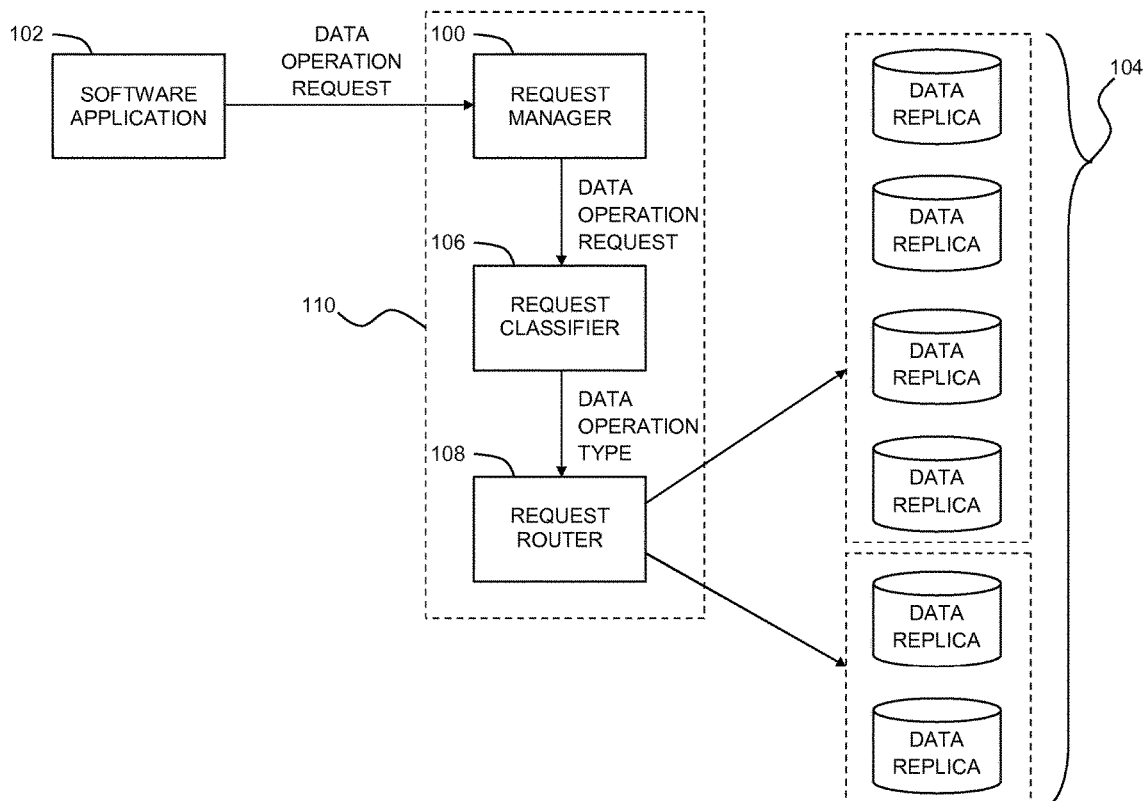 102
SOFTWARE
APPLICATION
DATA
OPERATION
REQUEST
100
REQUEST
MANAGER
DATA
OPERATION
REQUEST
106
REQUEST
CLASSIFIER
110
DATA
OPERATION
TYPE
108
REQUEST
ROUTER
DATA
REPLICA
DATA
REPLICA
DATA
REPLICA
DATA
REPLICA
DATA
REPLICA
DATA
REPLICA
104